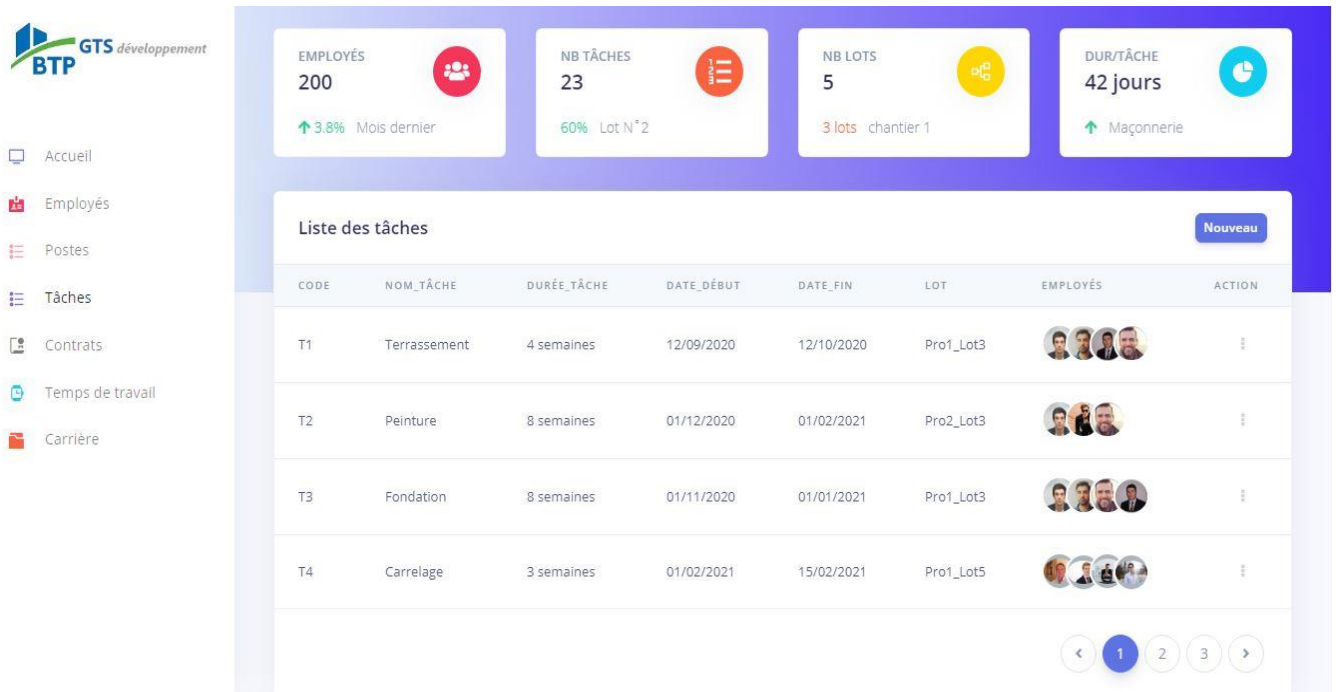 GTS développement
BTP
Accueil
Employés
Postes
Tâches
Contrats
Temps de travail
Carrière
EMPLOYÉS
200
3.8% Mois dernier
NB TÂCHES
23
60% Lot N°2
NB LOTS
5
3 lots chantier 1
DUR/TÂCHE
42 jours
Maçonnerie
Liste des tâches
Nouveau
CODE NOM_TÂCHE DURÉE_TÂCHE DATE_DÉBUT DATE_FIN LOT EMPLOYÉS ACTION
T1 Terrassement 4 semaines 12/09/2020 12/10/2020 Pro1_Lot3
T2 Peinture 8 semaines 01/12/2020 01/02/2021 Pro2_Lot3
T3 Fondation 8 semaines 01/11/2020 01/01/2021 Pro1_Lot3
T4 Carrelage 3 semaines 01/02/2021 15/02/2021 Pro1_Lot5
1 2 3